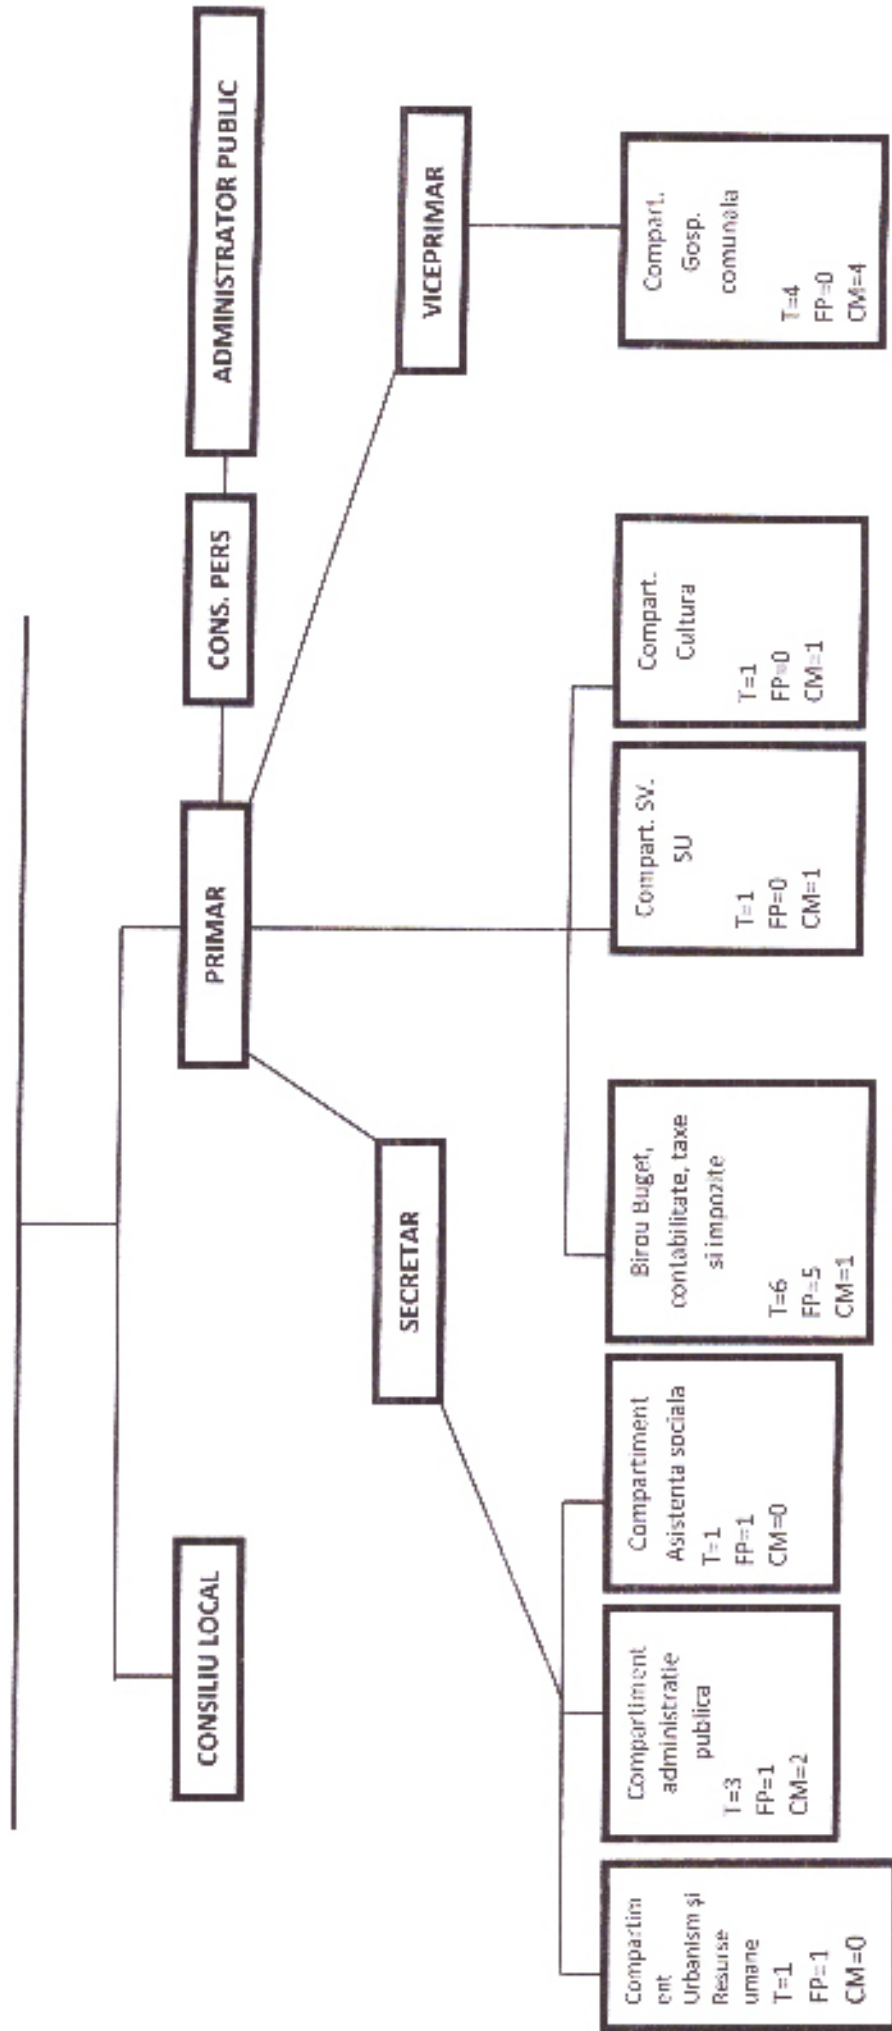 CONSILIU LOCAL
PRIMAR
CONS. PERS
ADMINISTRATOR PUBLIC
SECRETAR
VICEPRIMAR
Compartim
ent
Urbanism și
Resurse
umane
T=1
FP=1
CM=0
Compartiment
administratie
publica
T=3
FP=1
CM=2
Compartiment
Asistenta sociala
T=1
FP=1
CM=0
Birou Buget,
contabilitate, taxe
si impozite
T=6
FP=5
CM=1
Compart. SV.
SU
T=1
FP=0
CM=1
Compart.
Cultura
T=1
FP=0
CM=1
Compart.
Gosp.
comunala
T=4
FP=0
CM=4